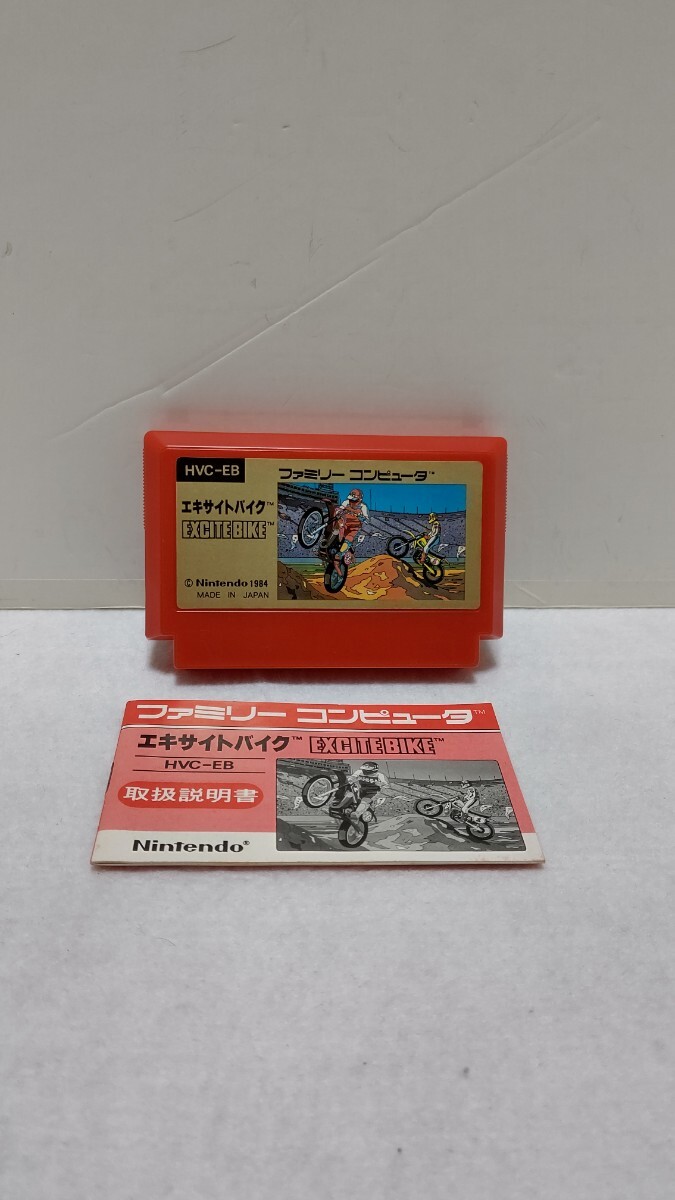 HVC-EB
ファミリー コンピュータ™
エキサイトバイク™
EXCITEBIKE™
© Nintendo 1984
MADE IN JAPAN
ファミリー コンピュータ™
エキサイトバイク™ EXCITEBIKE™
HVC-EB
取扱説明書
Nintendo®